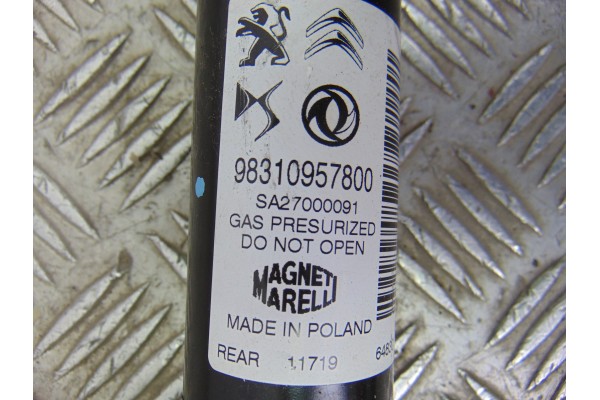 98310957800
SA27000091
GAS PRESURIZED
DO NOT OPEN
MAGNETI
MARELLI
MADE IN POLAND
REAR 11719